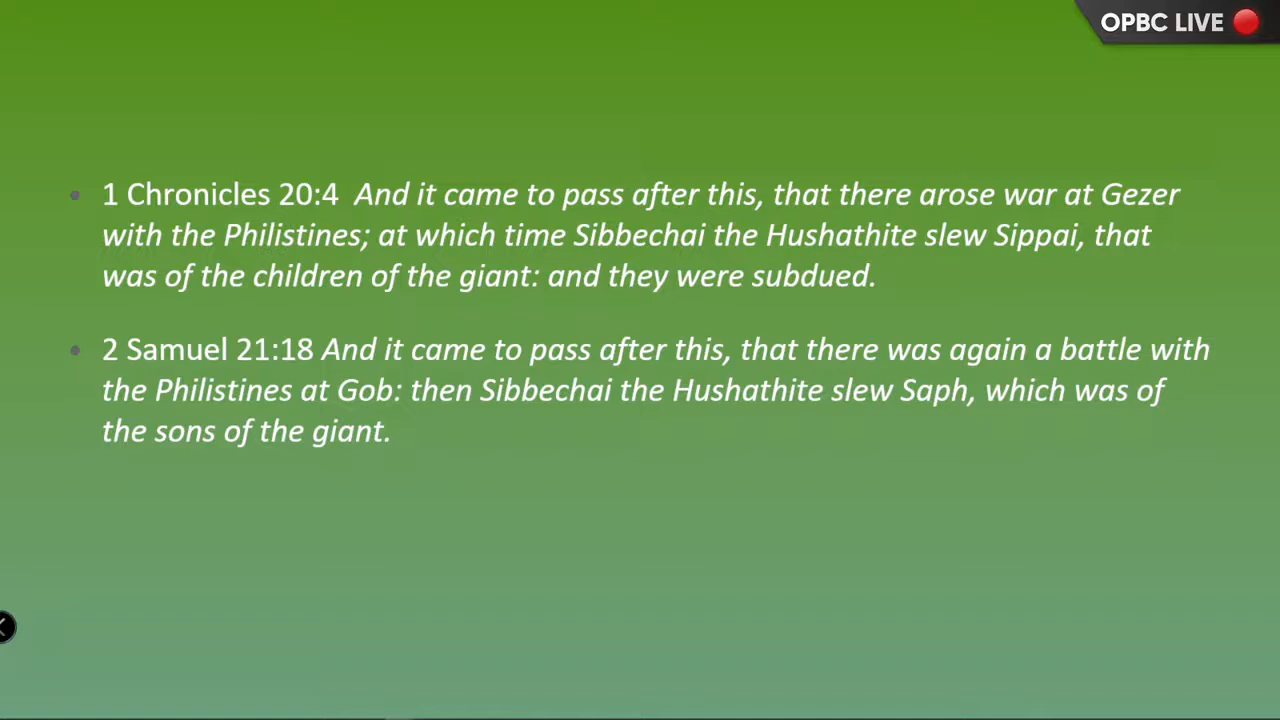 OPBC LIVE
• 1 Chronicles 20:4 And it came to pass after this, that there arose war at Gezer
with the Philistines; at which time Sibbechai the Hushathite slew Sippai, that
was of the children of the giant: and they were subdued.
• 2 Samuel 21:18 And it came to pass after this, that there was again a battle with
the Philistines at Gob: then Sibbechai the Hushathite slew Saph, which was of
the sons of the giant.